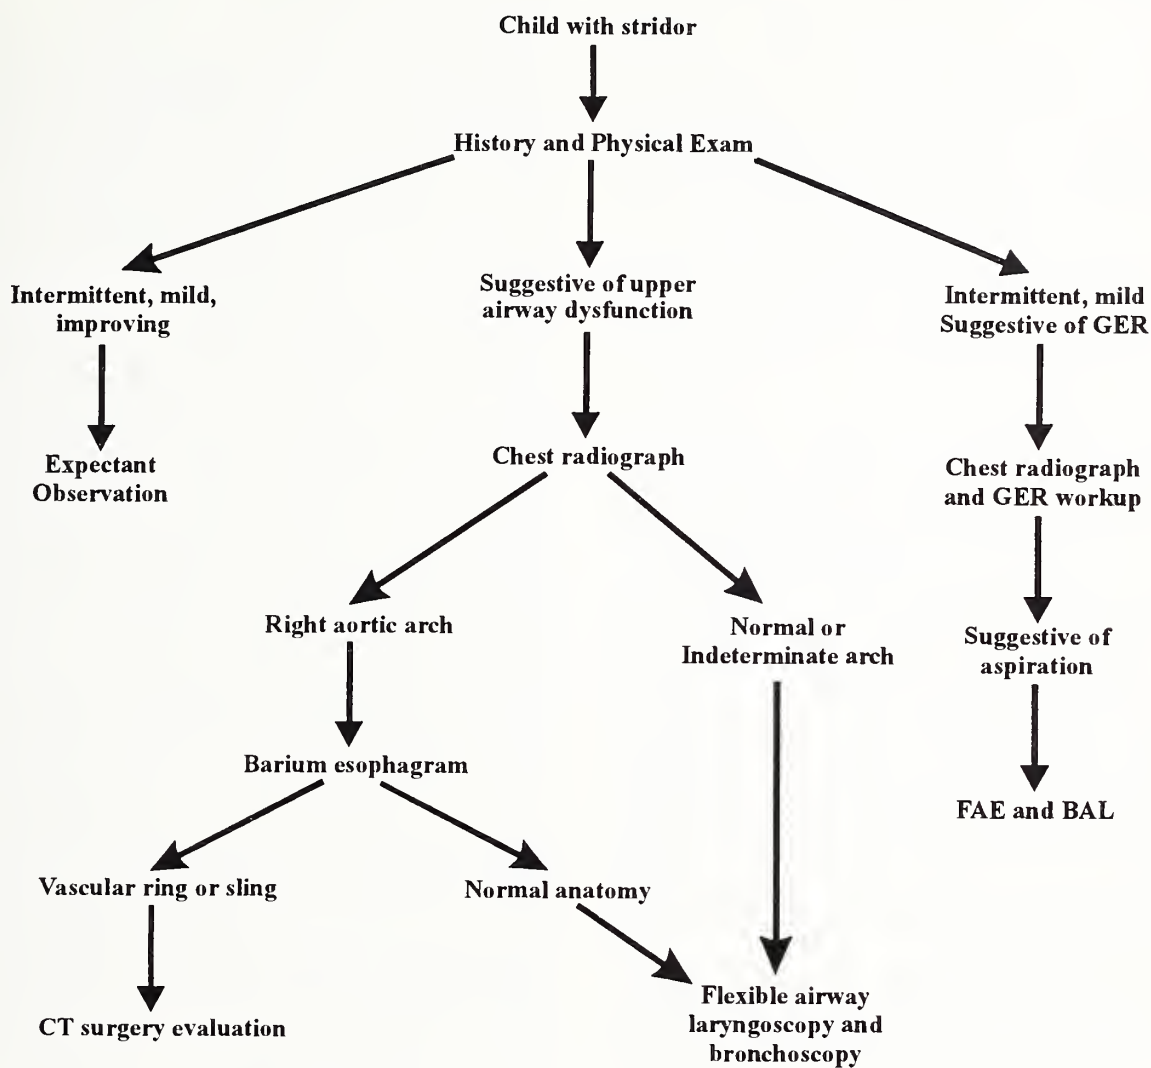 Child with stridor
History and Physical Exam
Intermittent, mild,
improving
Suggestive of upper
airway dysfunction
Intermittent, mild
Suggestive of GER
Expectant
Observation
Chest radiograph
Chest radiograph
and GER workup
Right aortic arch
Normal or
Indeterminate arch
Suggestive of
aspiration
Barium esophagram
FAE and BAL
Vascular ring or sling
Normal anatomy
CT surgery evaluation
Flexible airway
laryngoscopy and
bronchoscopy